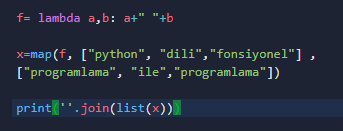 f= lambda a,b: a+" "+b
x=map(f, ["python", "dili","fonsiyonel"] ,
["programlama", "ile","programlama"])
print(''.join(list(x)))